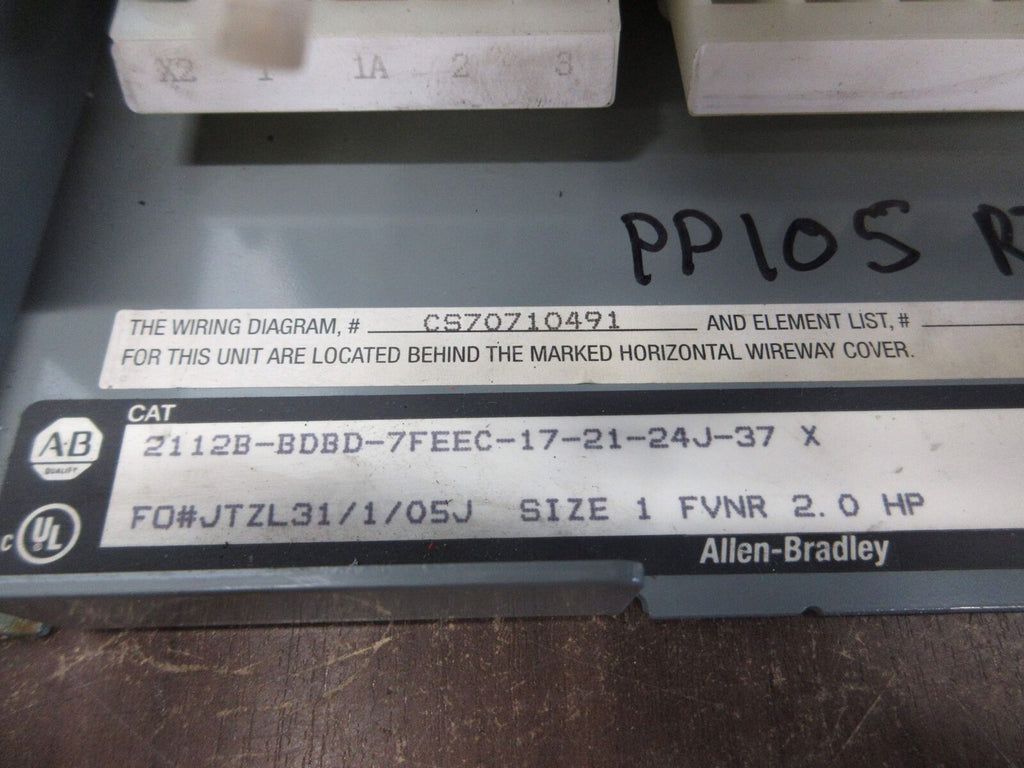 X2 1 1A 2 3
PP105
THE WIRING DIAGRAM, # CS70710491 AND ELEMENT LIST, #
FOR THIS UNIT ARE LOCATED BEHIND THE MARKED HORIZONTAL WIREWAY COVER.
CAT
A-B
QUALITY
2112B-BDBD-7FEEC-17-21-24J-37 X
C UL
FO#JTZL31/1/05J SIZE 1 FVNR 2.0 HP
Allen-Bradley